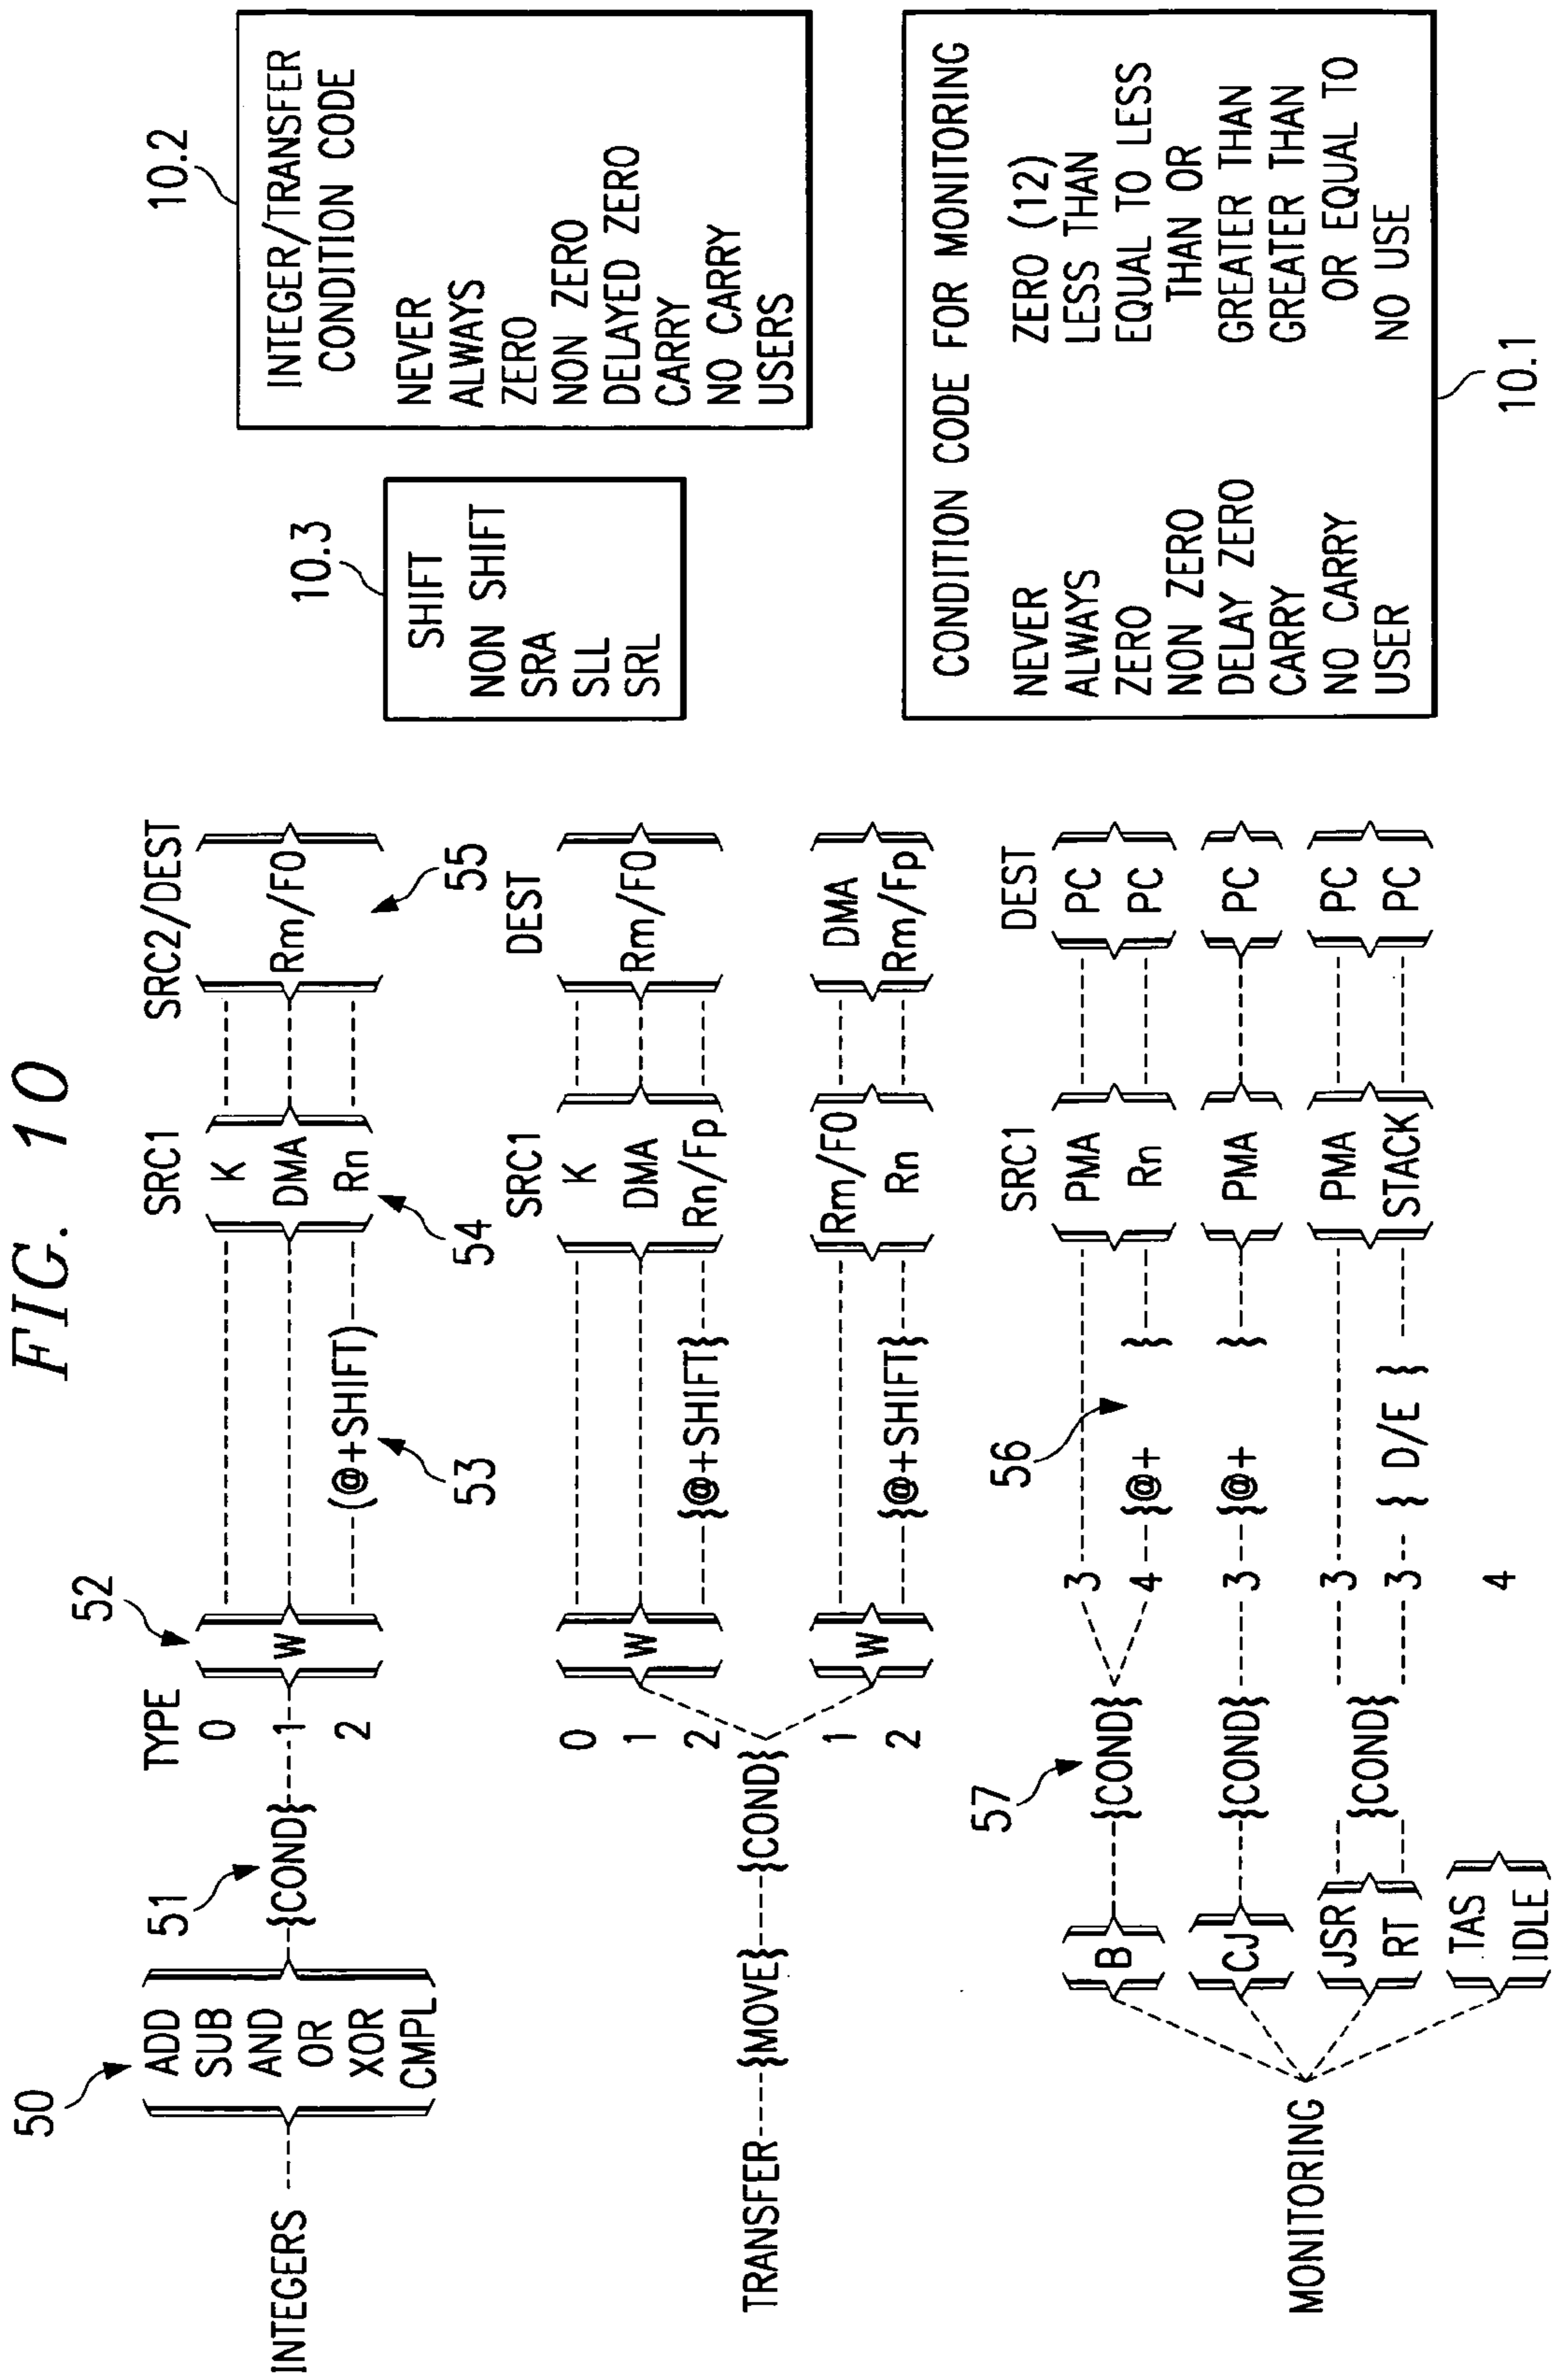 FIG. 10
50
ADD
SUB
AND
OR
XOR
CMPL
INTEGERS
51
{COND}
TYPE
0
1
2
52
W
(@+SHIFT)
53
SRC1
K
DMA
Rn
54
SRC2/DEST
Rm/F0
55
TRANSFER
{MOVE}
{COND}
0
1
2
W
{@+SHIFT}
SRC1
K
DMA
Rn/Fp
DEST
Rm/F0
1
2
W
{@+SHIFT}
Rm/F0
Rn
DMA
Rm/Fp
MONITORING
B
57
{COND}
3
4
56
{@+ }
SRC1
PMA
Rn
DEST
PC
PC
CJ
{COND}
3
{@+ }
PMA
PC
JSR
RT
{COND}
3
3
{ D/E }
PMA
STACK
PC
PC
TAS
IDLE
4
10.3
SHIFT
NON SHIFT
SRA
SLL
SRL
10.2
INTEGER/TRANSFER
CONDITION CODE
NEVER
ALWAYS
ZERO
NON ZERO
DELAYED ZERO
CARRY
NO CARRY
USERS
CONDITION CODE FOR MONITORING
NEVER ZERO (12)
ALWAYS LESS THAN
ZERO EQUAL TO LESS
NON ZERO THAN OR
DELAY ZERO GREATER THAN
CARRY GREATER THAN
NO CARRY OR EQUAL TO
USER NO USE
10.1